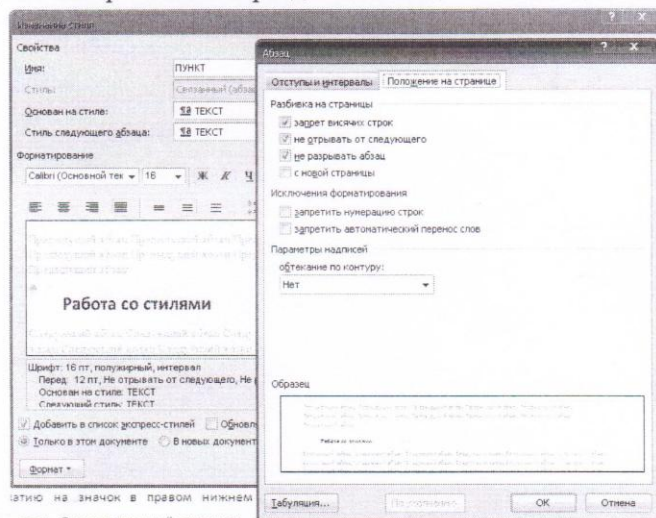 Изменение стиля
Свойства
Имя: ПУНКТ
Стиль: Связанный (абзац
Основан на стиле: ¶a ТЕКСТ
Стиль следующего абзаца: ¶a ТЕКСТ
Форматирование
Calibri (Основной тек 16 Ж К Ч
Работа со стилями
Шрифт: 16 пт, полужирный, интервал
Перед: 12 пт, Не отрывать от следующего, Не р
Основан на стиле: ТЕКСТ
Следующий стиль: ТЕКСТ
Добавить в список экспресс-стилей Обновл
Только в этом документе В новых документ
Формат
Абзац
Отступы и интервалы Положение на странице
Разбивка на страницы
запрет висячих строк
не отрывать от следующего
не разрывать абзац
с новой страницы
Исключения форматирования
запретить нумерацию строк
запретить автоматический перенос слов
Параметры надписей
обтекание по контуру:
Нет
Образец
Работа со стилями
Табуляция... По умолчанию ОК Отмена
атию на значок в правом нижнем